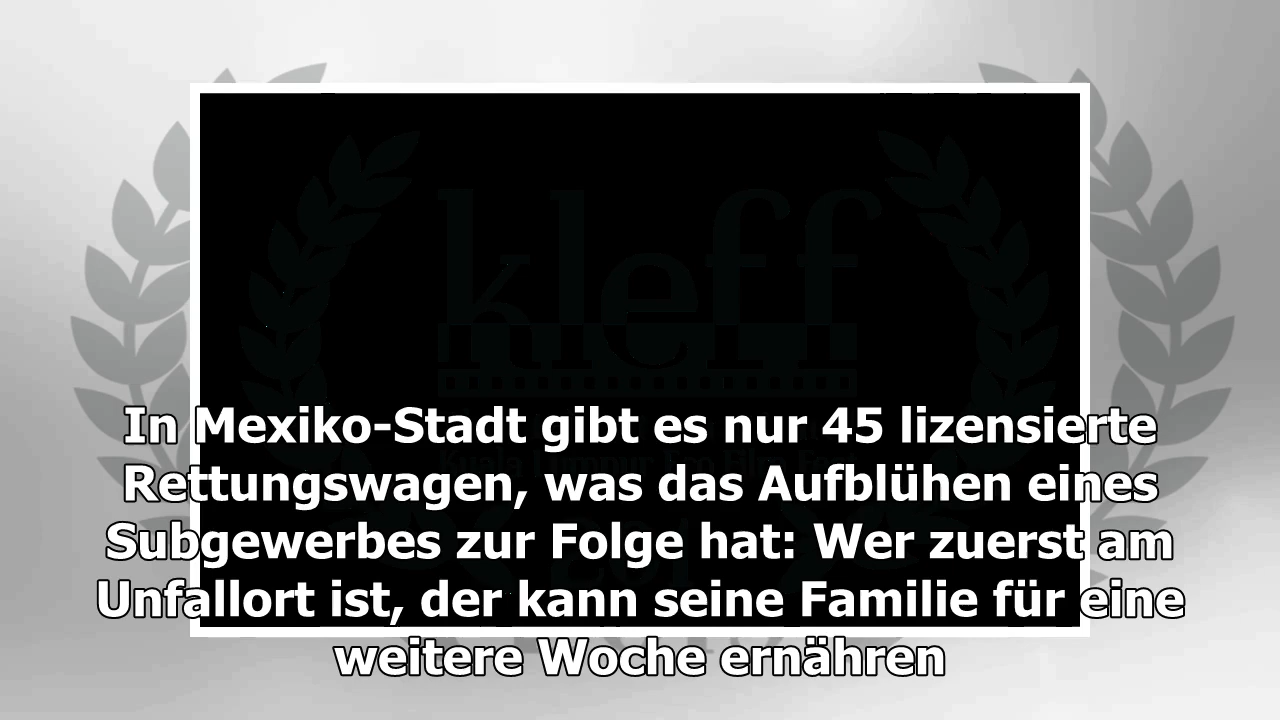 kleff
In Mexiko-Stadt gibt es nur 45 lizensierte
Rettungswagen, was das Aufblühen eines
Subgewerbes zur Folge hat: Wer zuerst am
Unfallort ist, der kann seine Familie für eine
weitere Woche ernähren